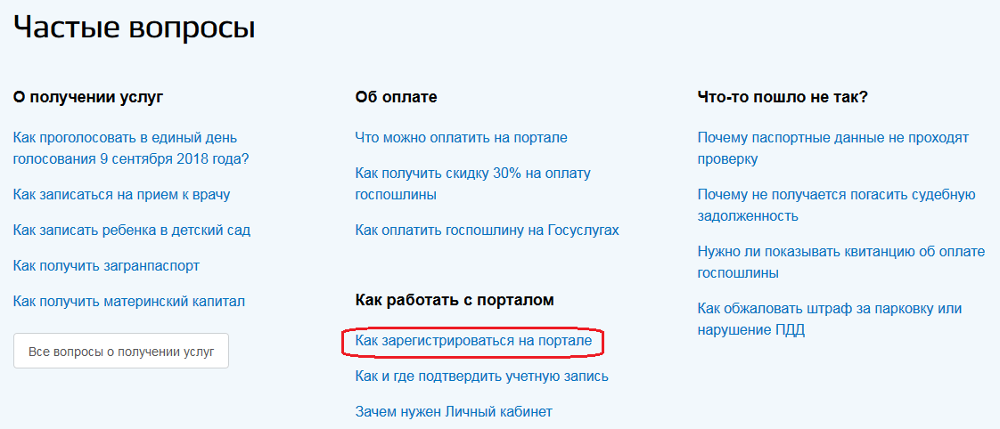 Частые вопросы
О получении услуг
Как проголосовать в единый день
голосования 9 сентября 2018 года?
Как записаться на прием к врачу
Как записать ребенка в детский сад
Как получить загранпаспорт
Как получить материнский капитал
Все вопросы о получении услуг
Об оплате
Что можно оплатить на портале
Как получить скидку 30% на оплату
госпошлины
Как оплатить госпошлину на Госуслугах
Как работать с порталом
Как зарегистрироваться на портале
Как и где подтвердить учетную запись
Зачем нужен Личный кабинет
Что-то пошло не так?
Почему паспортные данные не проходят
проверку
Почему не получается погасить судебную
задолженность
Нужно ли показывать квитанцию об оплате
госпошлины
Как обжаловать штраф за парковку или
нарушение ПДД